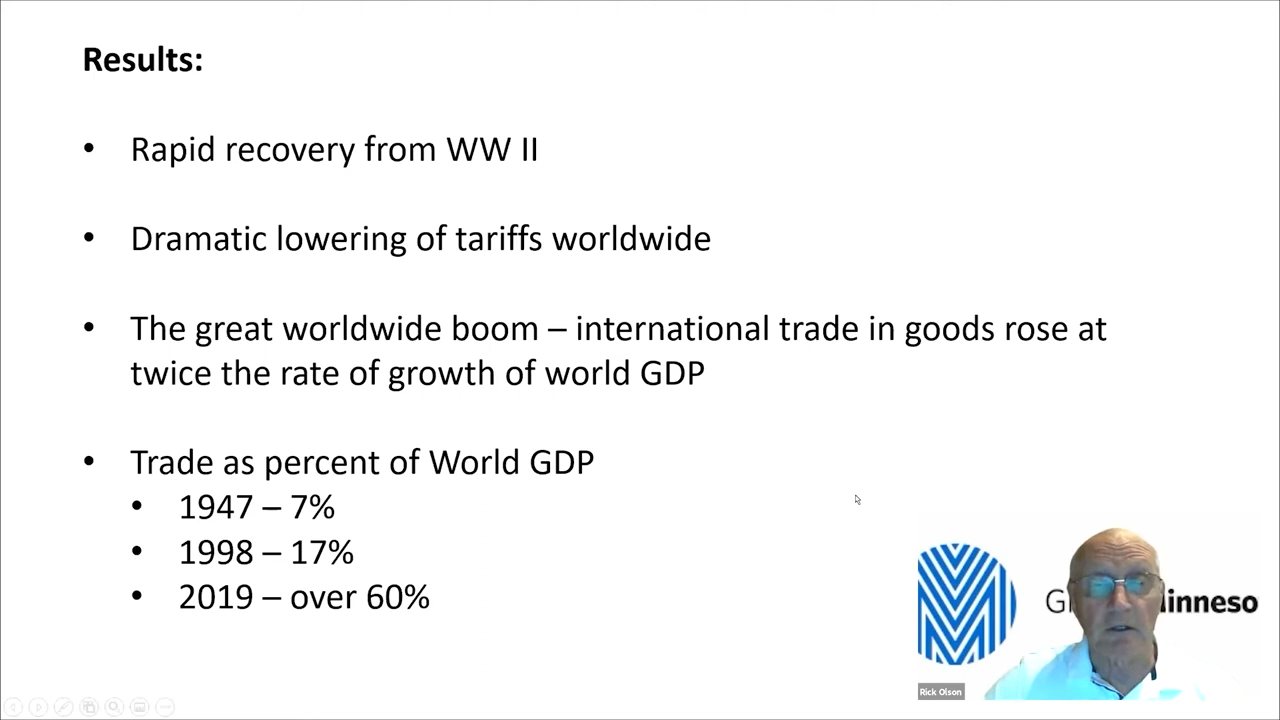 Results:
• Rapid recovery from WW II
• Dramatic lowering of tariffs worldwide
• The great worldwide boom – international trade in goods rose at
twice the rate of growth of world GDP
• Trade as percent of World GDP
• 1947 – 7%
• 1998 – 17%
• 2019 – over 60%
Rick Olson